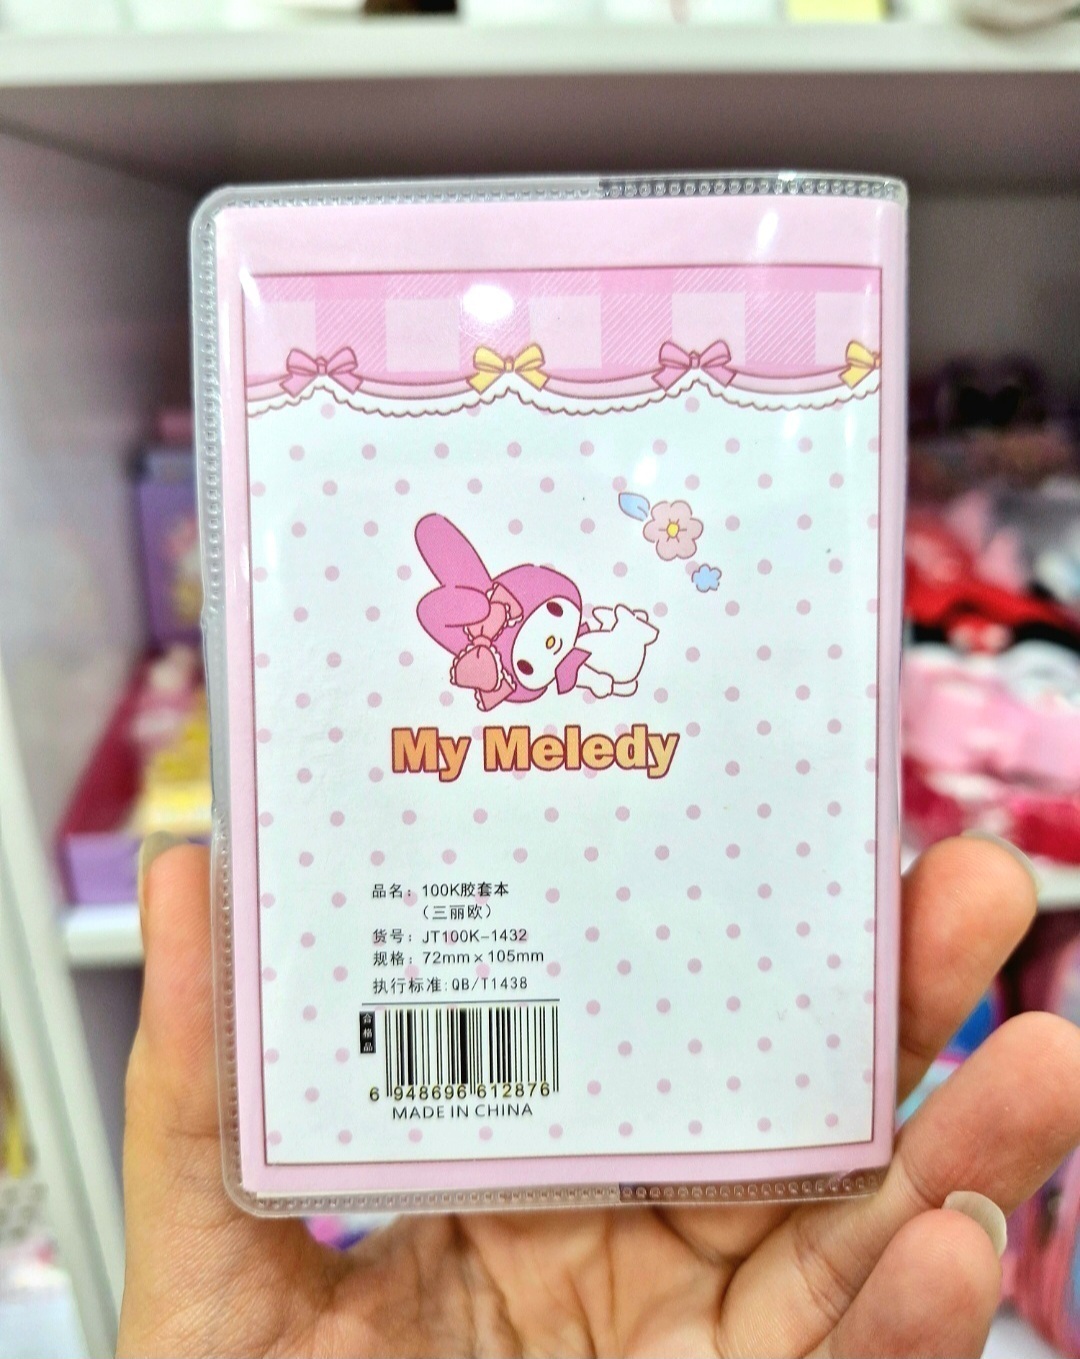 My Meledy
品名：100K胶套本
（三丽欧）
货号：JT100K-1432
规格：72mm×105mm
执行标准:QB/T1438
合格品
6 948696 612876
MADE IN CHINA